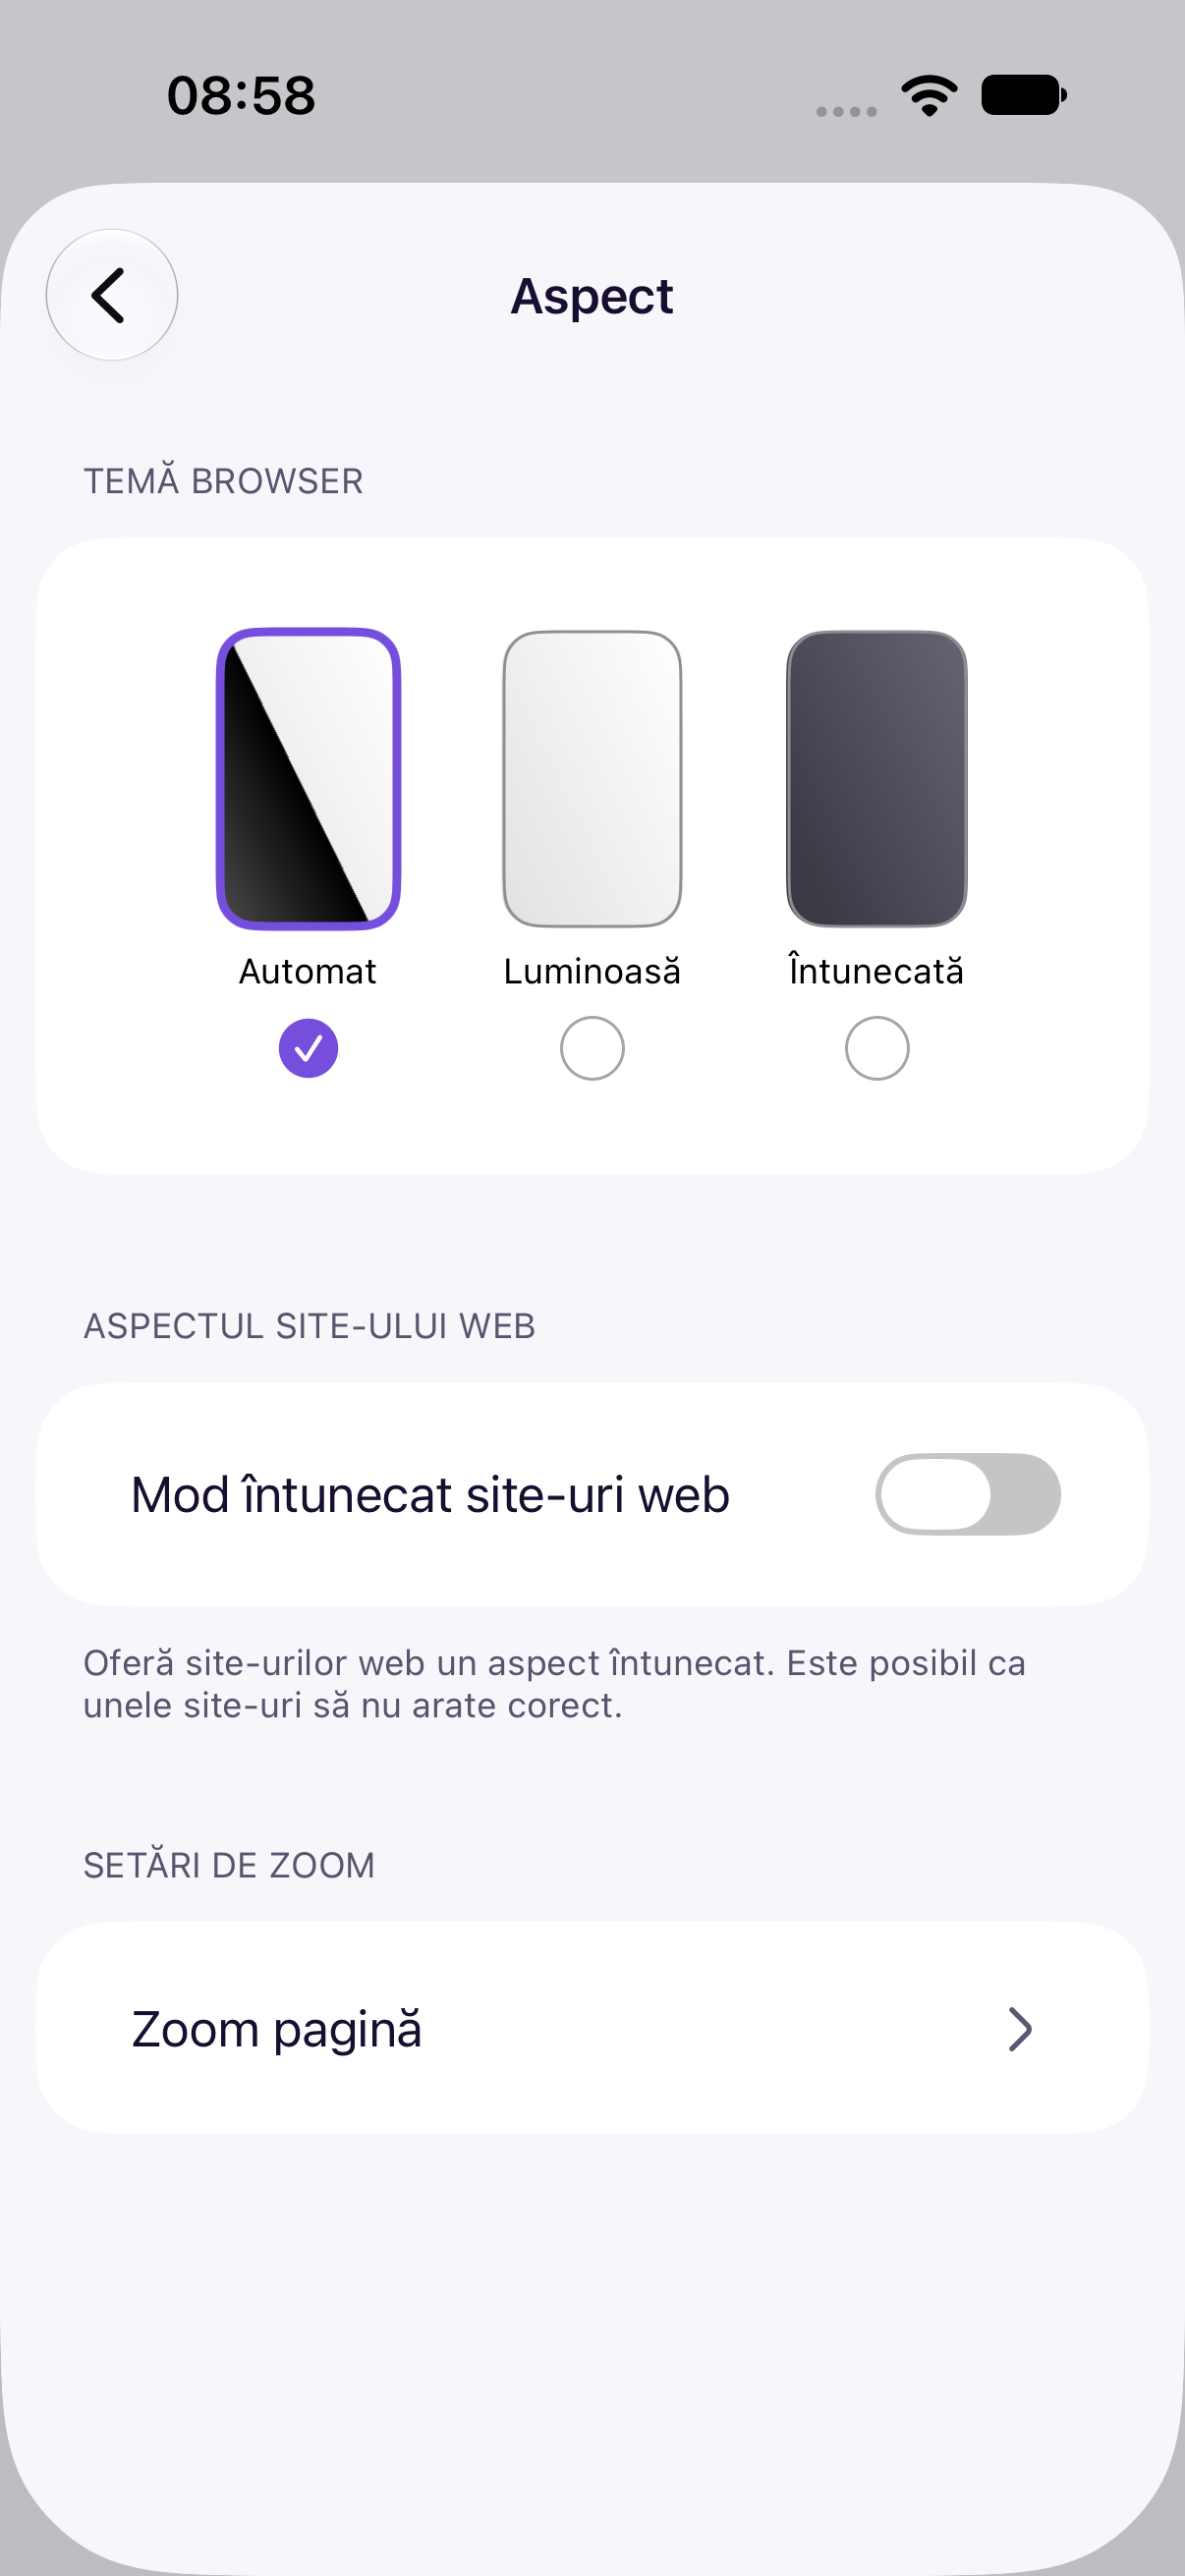 08:58
Aspect
TEMĂ BROWSER
Automat
Luminoasă
Întunecată
ASPECTUL SITE-ULUI WEB
Mod întunecat site-uri web
Oferă site-urilor web un aspect întunecat. Este posibil ca
unele site-uri să nu arate corect.
SETĂRI DE ZOOM
Zoom pagină